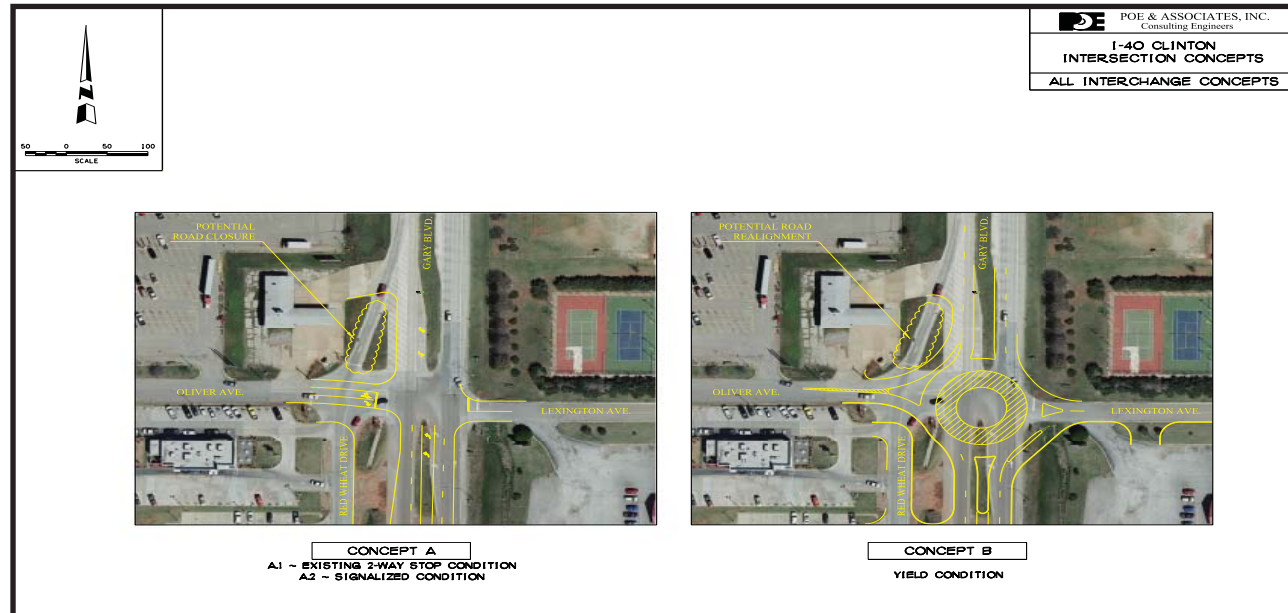 POE & ASSOCIATES, INC.
Consulting Engineers
I-40 CLINTON
INTERSECTION CONCEPTS
ALL INTERCHANGE CONCEPTS
N
50 0 50 100
SCALE
POTENTIAL
ROAD CLOSURE
GARY BLVD.
OLIVER AVE.
LEXINGTON AVE.
RED WHEAT DRIVE
CONCEPT A
A.1 ~ EXISTING 2-WAY STOP CONDITION
A.2 ~ SIGNALIZED CONDITION
POTENTIAL ROAD
REALIGNMENT
GARY BLVD.
OLIVER AVE.
LEXINGTON AVE.
RED WHEAT DRIVE
CONCEPT B
YIELD CONDITION